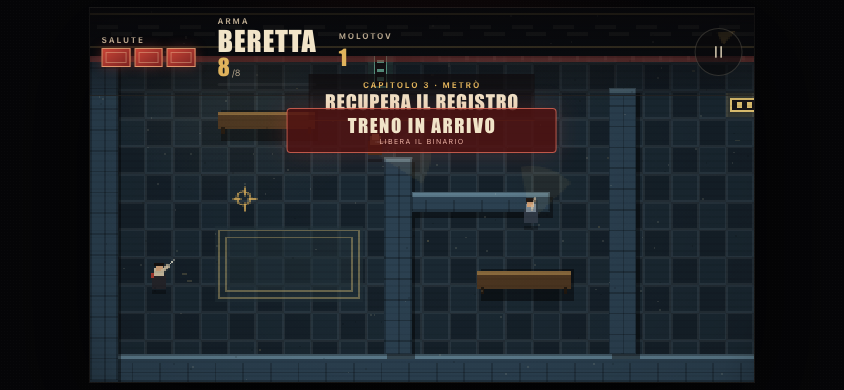 ARMA
BERETTA
8/8
SALUTE
MOLOTOV
1
CAPITOLO 3 · METRÒ
RECUPERA IL REGISTRO
TRENO IN ARRIVO
LIBERA IL BINARIO